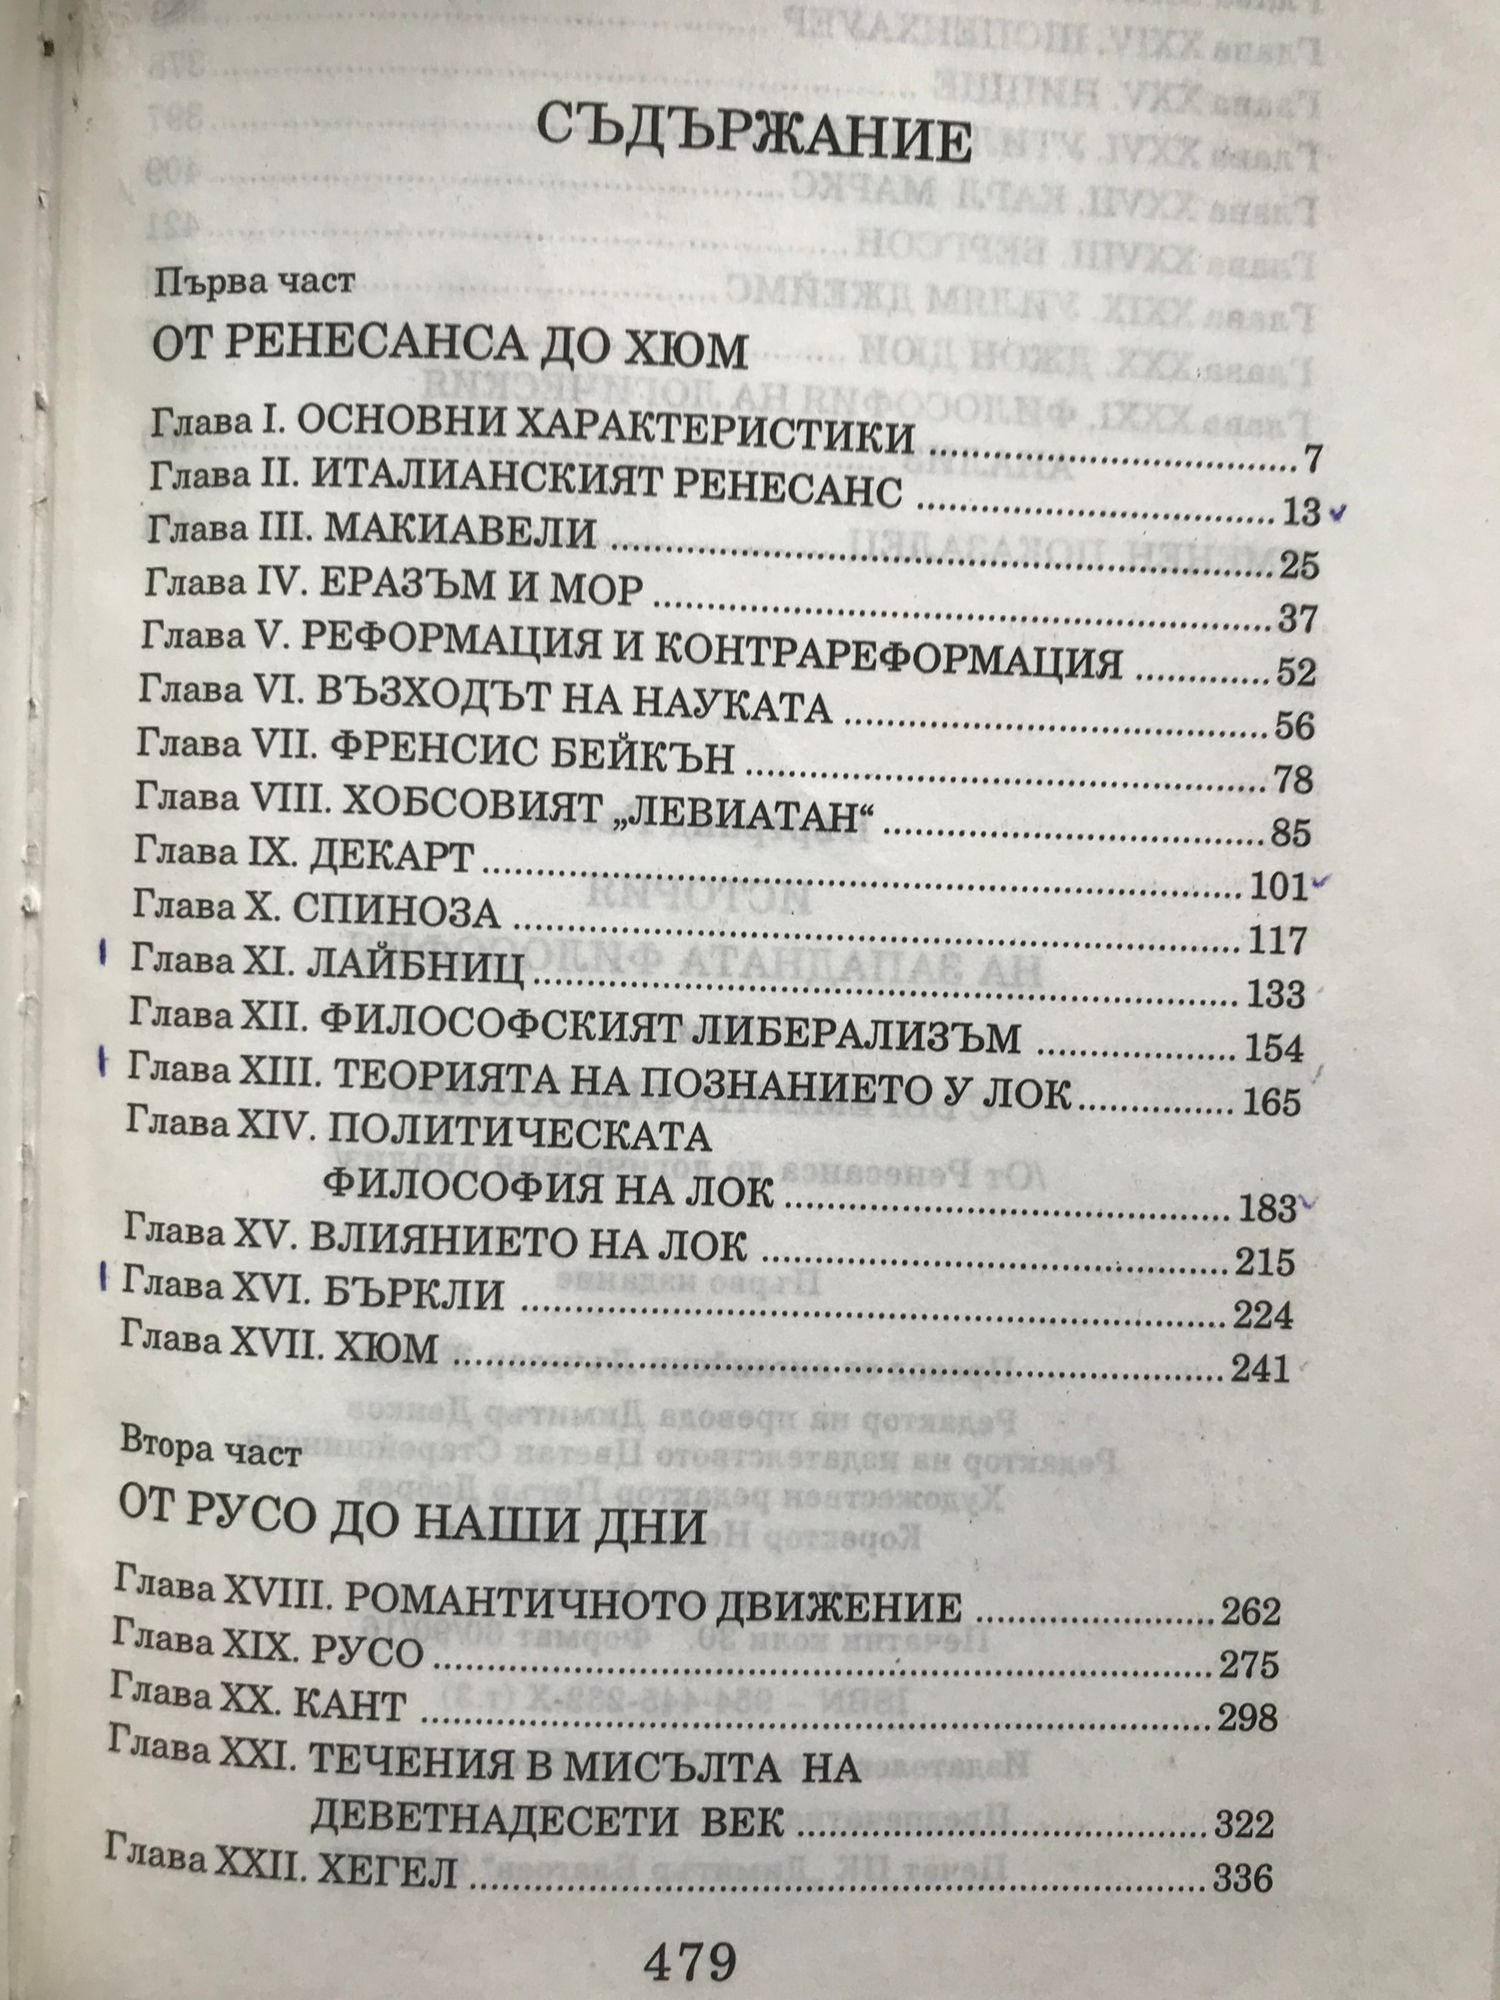 СЪДЪРЖАНИЕ
Първа част
ОТ РЕНЕСАНСА ДО ХЮМ
Глава I. ОСНОВНИ ХАРАКТЕРИСТИКИ ........ 7
Глава II. ИТАЛИАНСКИЯТ РЕНЕСАНС ........ 13
Глава III. МАКИАВЕЛИ ........ 25
Глава IV. ЕРАЗЪМ И МОР ........ 37
Глава V. РЕФОРМАЦИЯ И КОНТРАРЕФОРМАЦИЯ ........ 52
Глава VI. ВЪЗХОДЪТ НА НАУКАТА ........ 56
Глава VII. ФРЕНСИС БЕЙКЪН ........ 78
Глава VIII. ХОБСОВИЯТ „ЛЕВИАТАН“ ........ 85
Глава IX. ДЕКАРТ ........ 101
Глава X. СПИНОЗА ........ 117
Глава XI. ЛАЙБНИЦ ........ 133
Глава XII. ФИЛОСОФСКИЯТ ЛИБЕРАЛИЗЪМ ........ 154
Глава XIII. ТЕОРИЯТА НА ПОЗНАНИЕТО У ЛОК ........ 165
Глава XIV. ПОЛИТИЧЕСКАТА
ФИЛОСОФИЯ НА ЛОК ........ 183
Глава XV. ВЛИЯНИЕТО НА ЛОК ........ 215
Глава XVI. БЪРКЛИ ........ 224
Глава XVII. ХЮМ ........ 241
Втора част
ОТ РУСО ДО НАШИ ДНИ
Глава XVIII. РОМАНТИЧНОТО ДВИЖЕНИЕ ........ 262
Глава XIX. РУСО ........ 275
Глава XX. КАНТ ........ 298
Глава XXI. ТЕЧЕНИЯ В МИСЪЛТА НА
ДЕВЕТНАДЕСЕТИ ВЕК ........ 322
Глава XXII. ХЕГЕЛ ........ 336
479